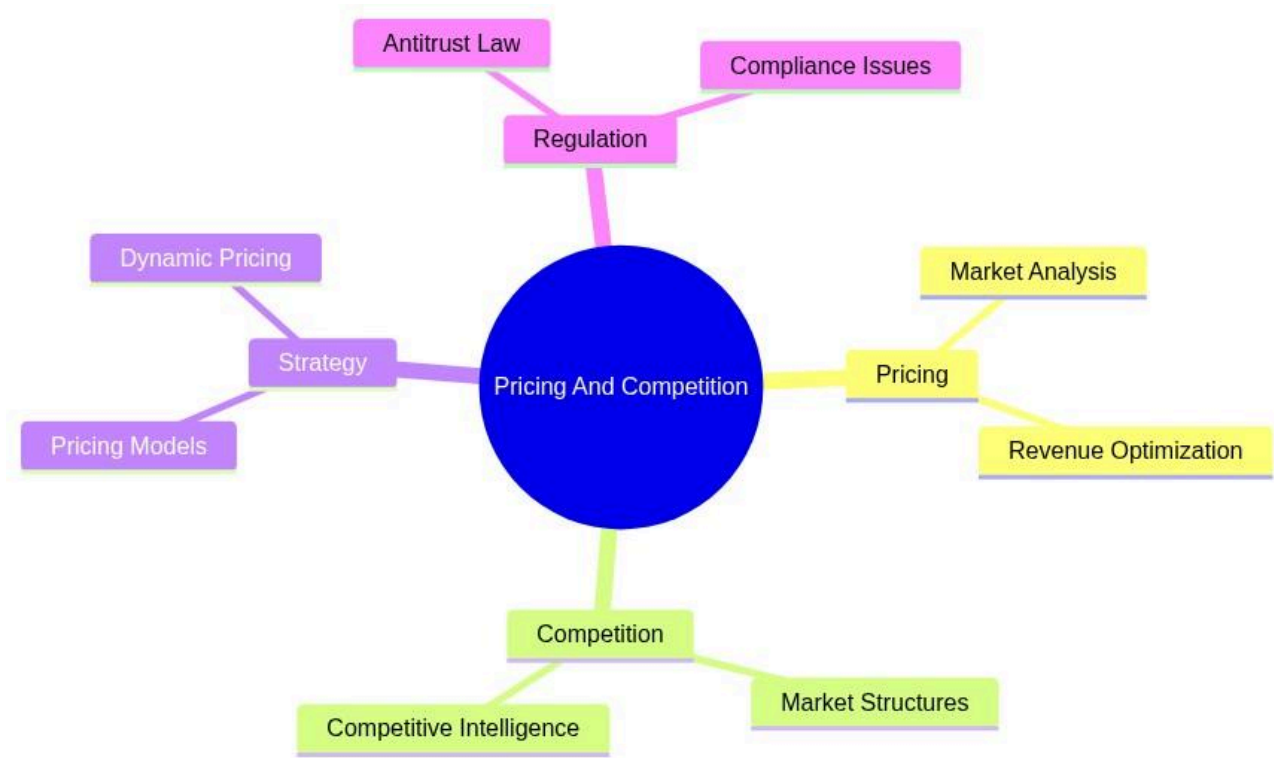 Antitrust Law
Compliance Issues
Regulation
Dynamic Pricing
Market Analysis
Strategy
Pricing And Competition
Pricing
Pricing Models
Revenue Optimization
Competition
Market Structures
Competitive Intelligence